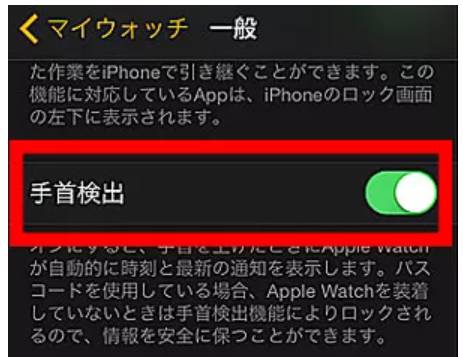 マイウォッチ 一般
た作業をiPhoneで引き継ぐことができます。この
機能に対応しているAppは、iPhoneのロック画面
の左下に表示されます。
手首検出
オンにすると、手首を上げたときにApple Watch
が自動的に時刻と最新の通知を表示します。パス
コードを使用している場合、Apple Watchを装着
していないときは手首検出機能によりロックされ
るので、情報を安全に保つことができます。